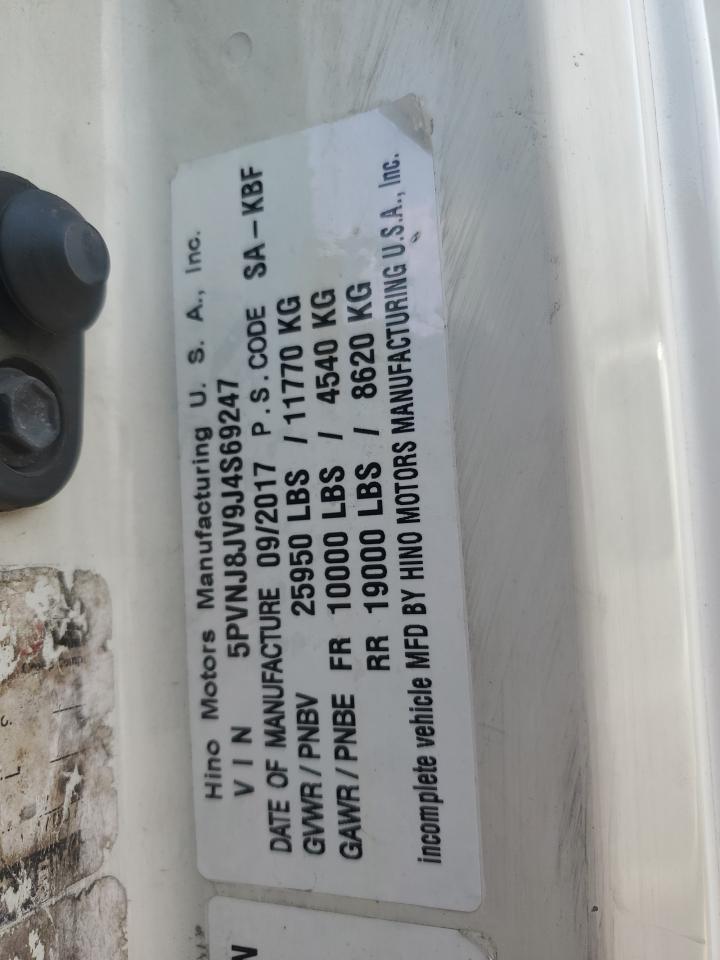 Hino Motors Manufacturing U. S. A., Inc.
VIN 5PVNJ8JV9J4S69247
DATE OF MANUFACTURE 09/2017 P.S.CODE SA-KBF
GVWR/PNBV 25950 LBS / 11770 KG
GAWR/PNBE FR 10000 LBS / 4540 KG
RR 19000 LBS / 8620 KG
incomplete vehicle MFD BY HINO MOTORS MANUFACTURING U.S.A., Inc.